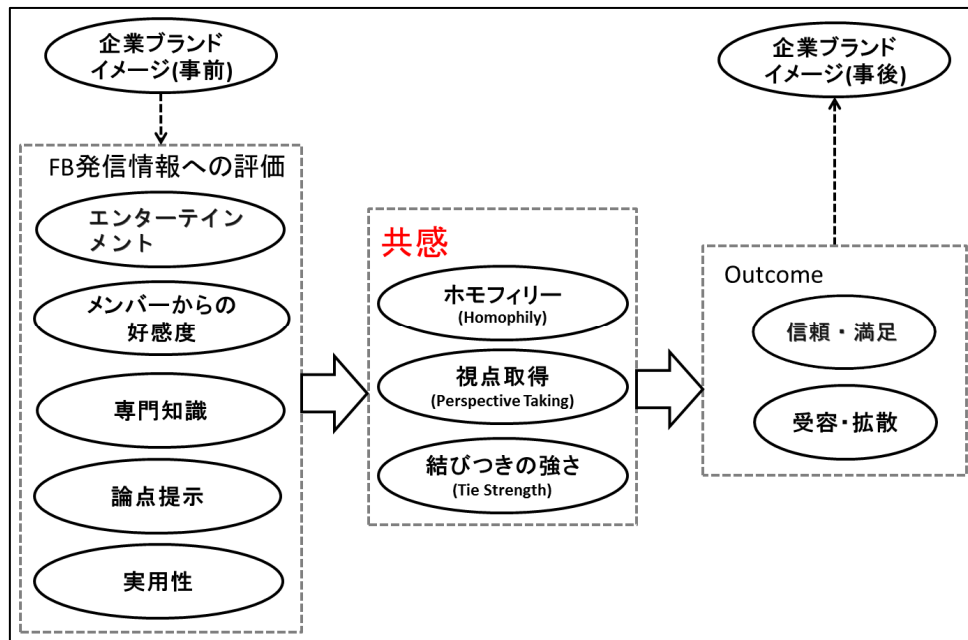 企業ブランド
イメージ(事前)
FB発信情報への評価
エンターテイン
メント
メンバーからの
好感度
専門知識
論点提示
実用性
共感
ホモフィリー
(Homophily)
視点取得
(Perspective Taking)
結びつきの強さ
(Tie Strength)
企業ブランド
イメージ(事後)
Outcome
信頼・満足
受容・拡散